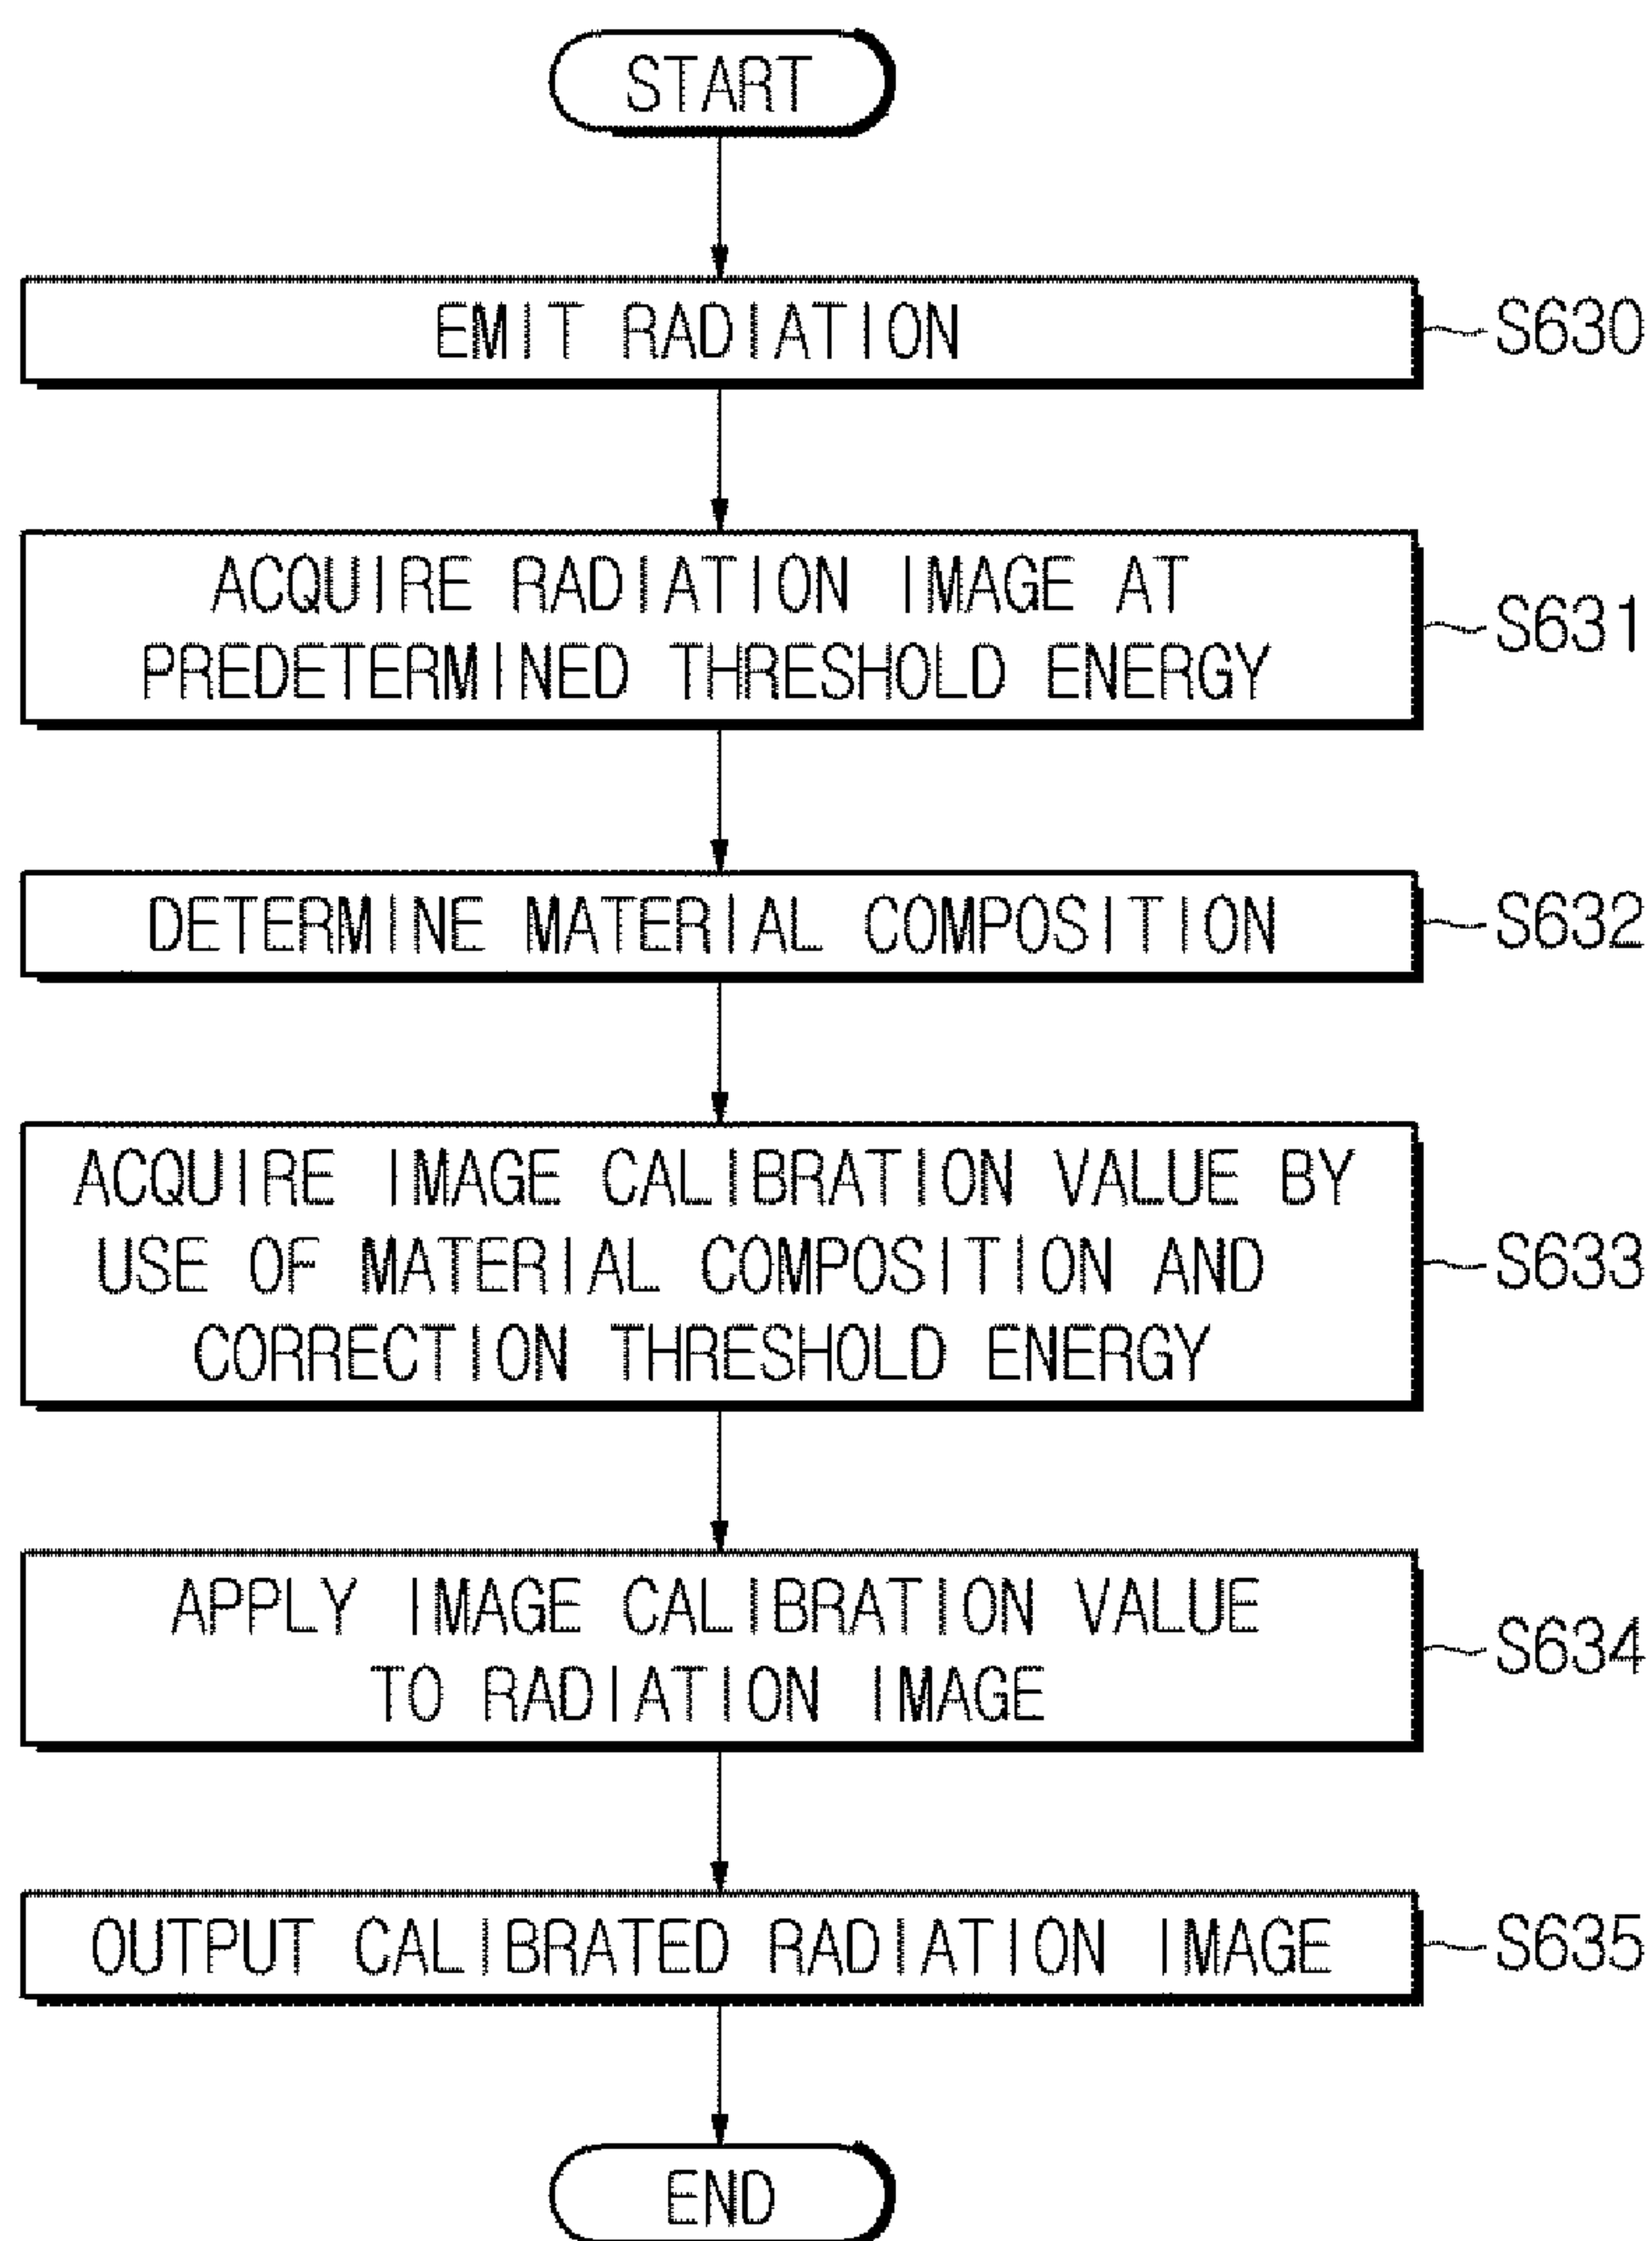 START
EMIT RADIATION
S630
ACQUIRE RADIATION IMAGE AT
PREDETERMINED THRESHOLD ENERGY
S631
DETERMINE MATERIAL COMPOSITION
S632
ACQUIRE IMAGE CALIBRATION VALUE BY
USE OF MATERIAL COMPOSITION AND
CORRECTION THRESHOLD ENERGY
S633
APPLY IMAGE CALIBRATION VALUE
TO RADIATION IMAGE
S634
OUTPUT CALIBRATED RADIATION IMAGE
S635
END